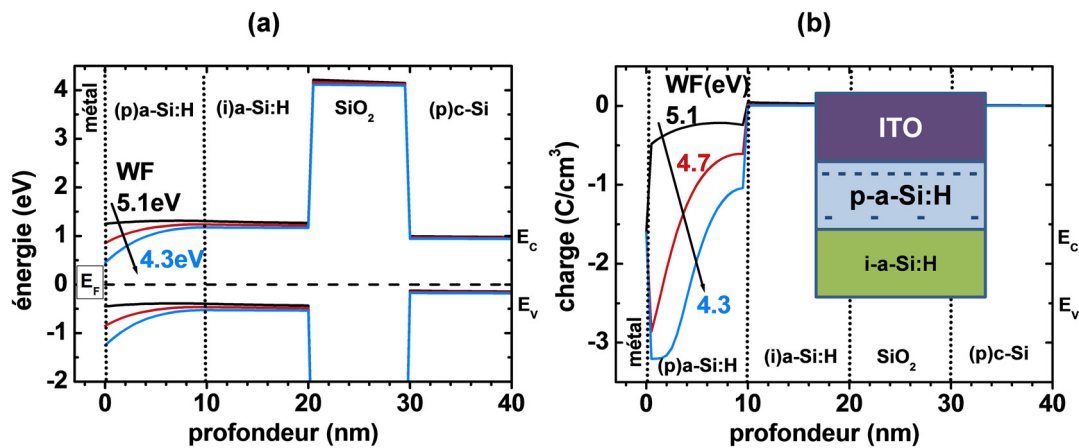 (a)
4
3
2
1
0
-1
-2
0
10
20
30
40
énergie (eV)
profondeur (nm)
métal
(p)a-Si:H
(i)a-Si:H
SiO2
(p)c-Si
WF
5.1eV
4.3eV
EF
EC
EV
(b)
0
-1
-2
-3
0
10
20
30
40
charge (C/cm3)
profondeur (nm)
WF(eV)
5.1
4.7
4.3
ITO
p-a-Si:H
i-a-Si:H
métal
(p)a-Si:H
(i)a-Si:H
SiO2
(p)c-Si